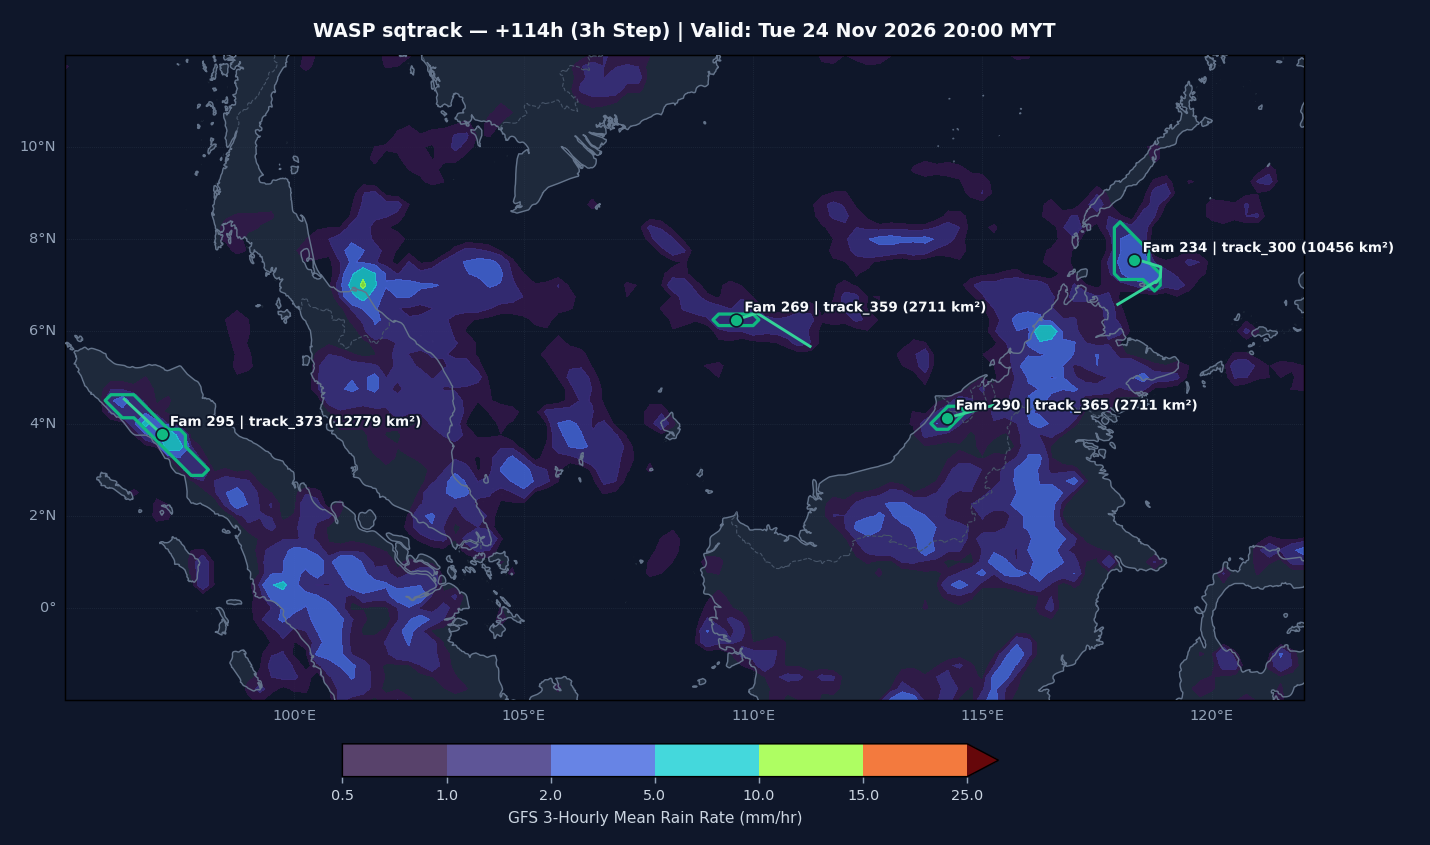 WASP sqtrack — +114h (3h Step) | Valid: Tue 24 Nov 2026 20:00 MYT
10°N
8°N
Fam 234 | track_300 (10456 km²)
Fam 269 | track_359 (2711 km²)
6°N
Fam 290 | track_365 (2711 km²)
4°N
Fam 295 | track_373 (12779 km²)
2°N
0°
100°E 105°E 110°E 115°E 120°E
0.5 1.0 2.0 5.0 10.0 15.0 25.0
GFS 3-Hourly Mean Rain Rate (mm/hr)